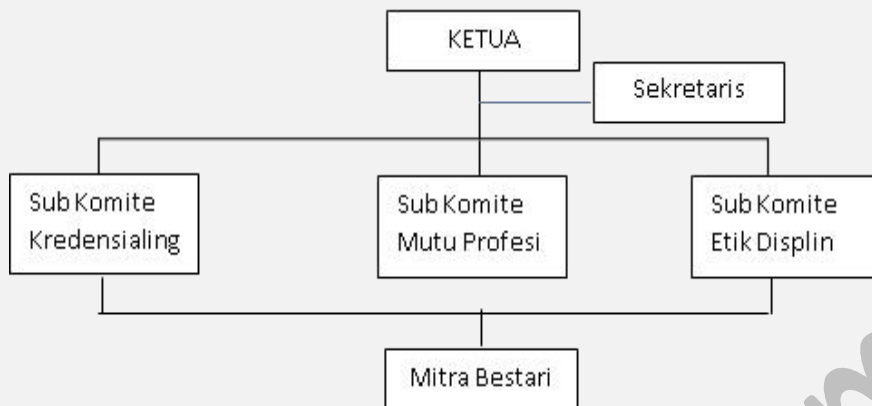 KETUA
Sekretaris
Sub Komite
Kredensialing
Sub Komite
Mutu Profesi
Sub Komite
Etik Displin
Mitra Bestari